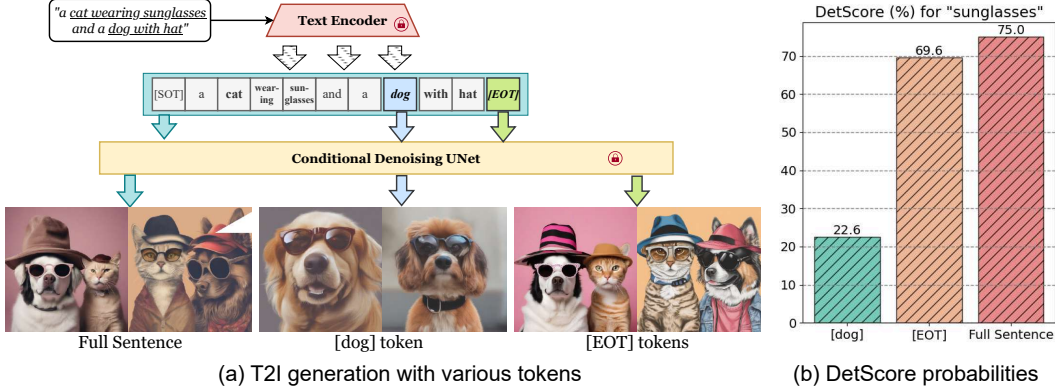 "a cat wearing sunglasses
and a dog with hat"
Text Encoder
[SOT] a cat wear-
ing sun-
glasses and a dog with hat [EOT]
Conditional Denoising UNet
Full Sentence [dog] token [EOT] tokens
(a) T2I generation with various tokens
DetScore (%) for "sunglasses"
75.0
69.6
22.6
70
60
50
40
30
20
10
0
[dog] [EOT] Full Sentence
(b) DetScore probabilities